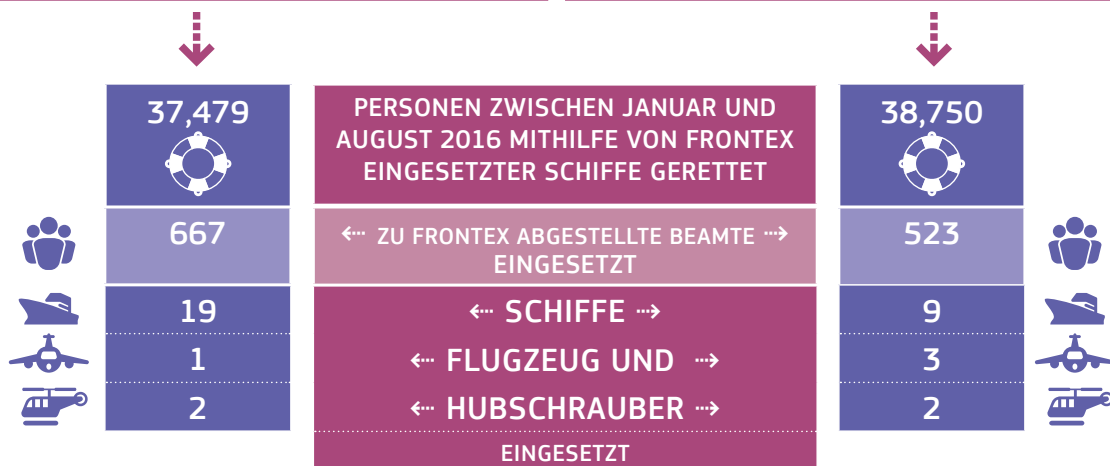 37,479
PERSONEN ZWISCHEN JANUAR UND
AUGUST 2016 MITHILFE VON FRONTEX
EINGESETZTER SCHIFFE GERETTET
38,750
667
ZU FRONTEX ABGESTELLTE BEAMTE
EINGESETZT
523
19
SCHIFFE
9
1
FLUGZEUG UND
3
2
HUBSCHRAUBER
2
EINGESETZT